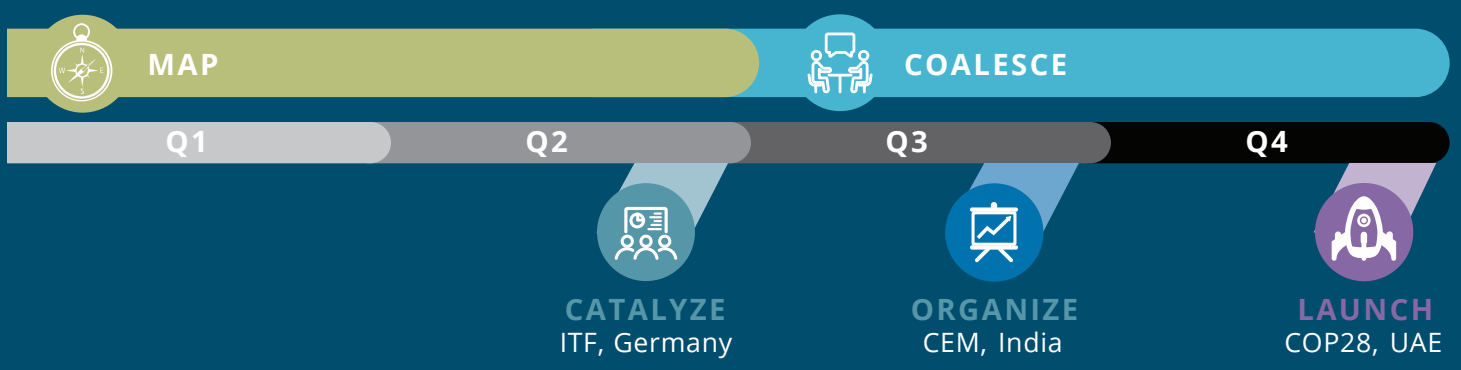 MAP
COALESCE
Q1
Q2
Q3
Q4
N
W
E
S
CATALYZE
ITF, Germany
ORGANIZE
CEM, India
LAUNCH
COP28, UAE